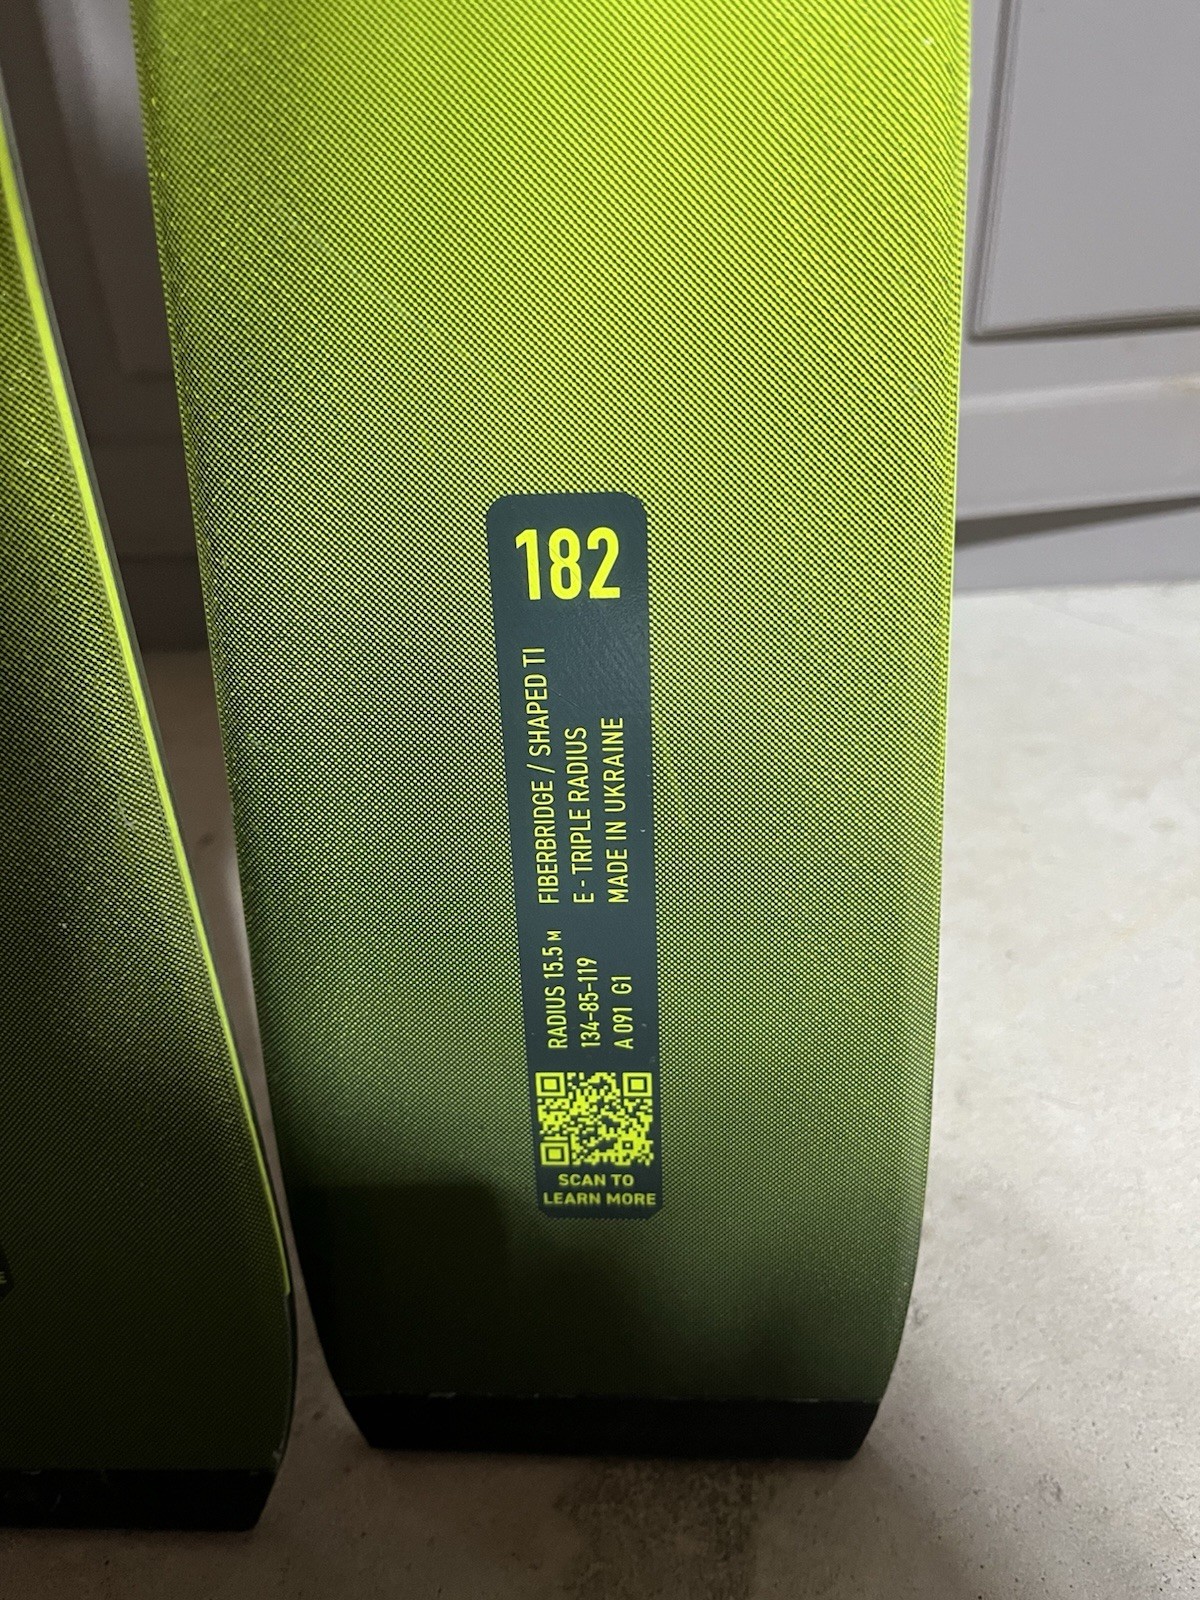 182
RADIUS 15.5 M FIBERBRIDGE / SHAPED TI
134-85-119 E - TRIPLE RADIUS
A 091 G1 MADE IN UKRAINE
SCAN TO
LEARN MORE